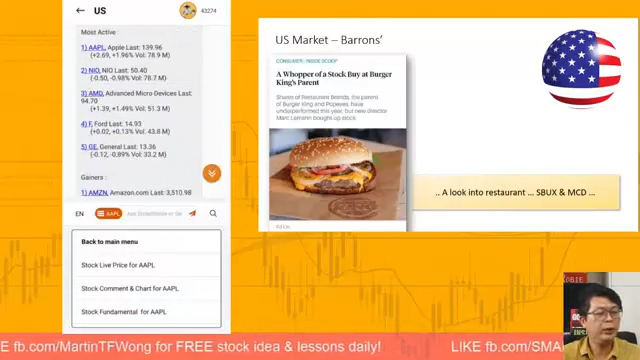 US
43274
Most Active :
1) AAPL, Apple Last: 139.96
(+2.69, +1.96% Vol: 78.9 M)
2) NIO, NIO Last: 50.40
(-0.50, -0.98% Vol: 78.7 M)
3) AMD, Advanced Micro Devices Last:
94.70
(+1.39, +1.49% Vol: 51.3 M)
4) F, Ford Last: 14.93
(+0.02, +0.13% Vol: 43.8 M)
5) GE, General Last: 13.36
(-0.12, -0.89% Vol: 33.2 M)
Gainers :
1) AMZN, Amazon.com Last: 3,510.98
EN
AAPL
Back to main menu
Stock Live Price for AAPL
Stock Comment & Chart for AAPL
Stock Fundamental for AAPL
US Market – Barrons'
CONSUMER | INSIDE SCOOP
A Whopper of a Stock Buy at Burger
King's Parent
Shares of Restaurant Brands, the parent
of Burger King and Popeyes, have
underperformed this year, but new director
Marc Lemann bought up stock.
.. A look into restaurant ... SBUX & MCD ...
E fb.com/MartinTFWong for FREE stock idea & lessons daily!
LIKE fb.com/SMA